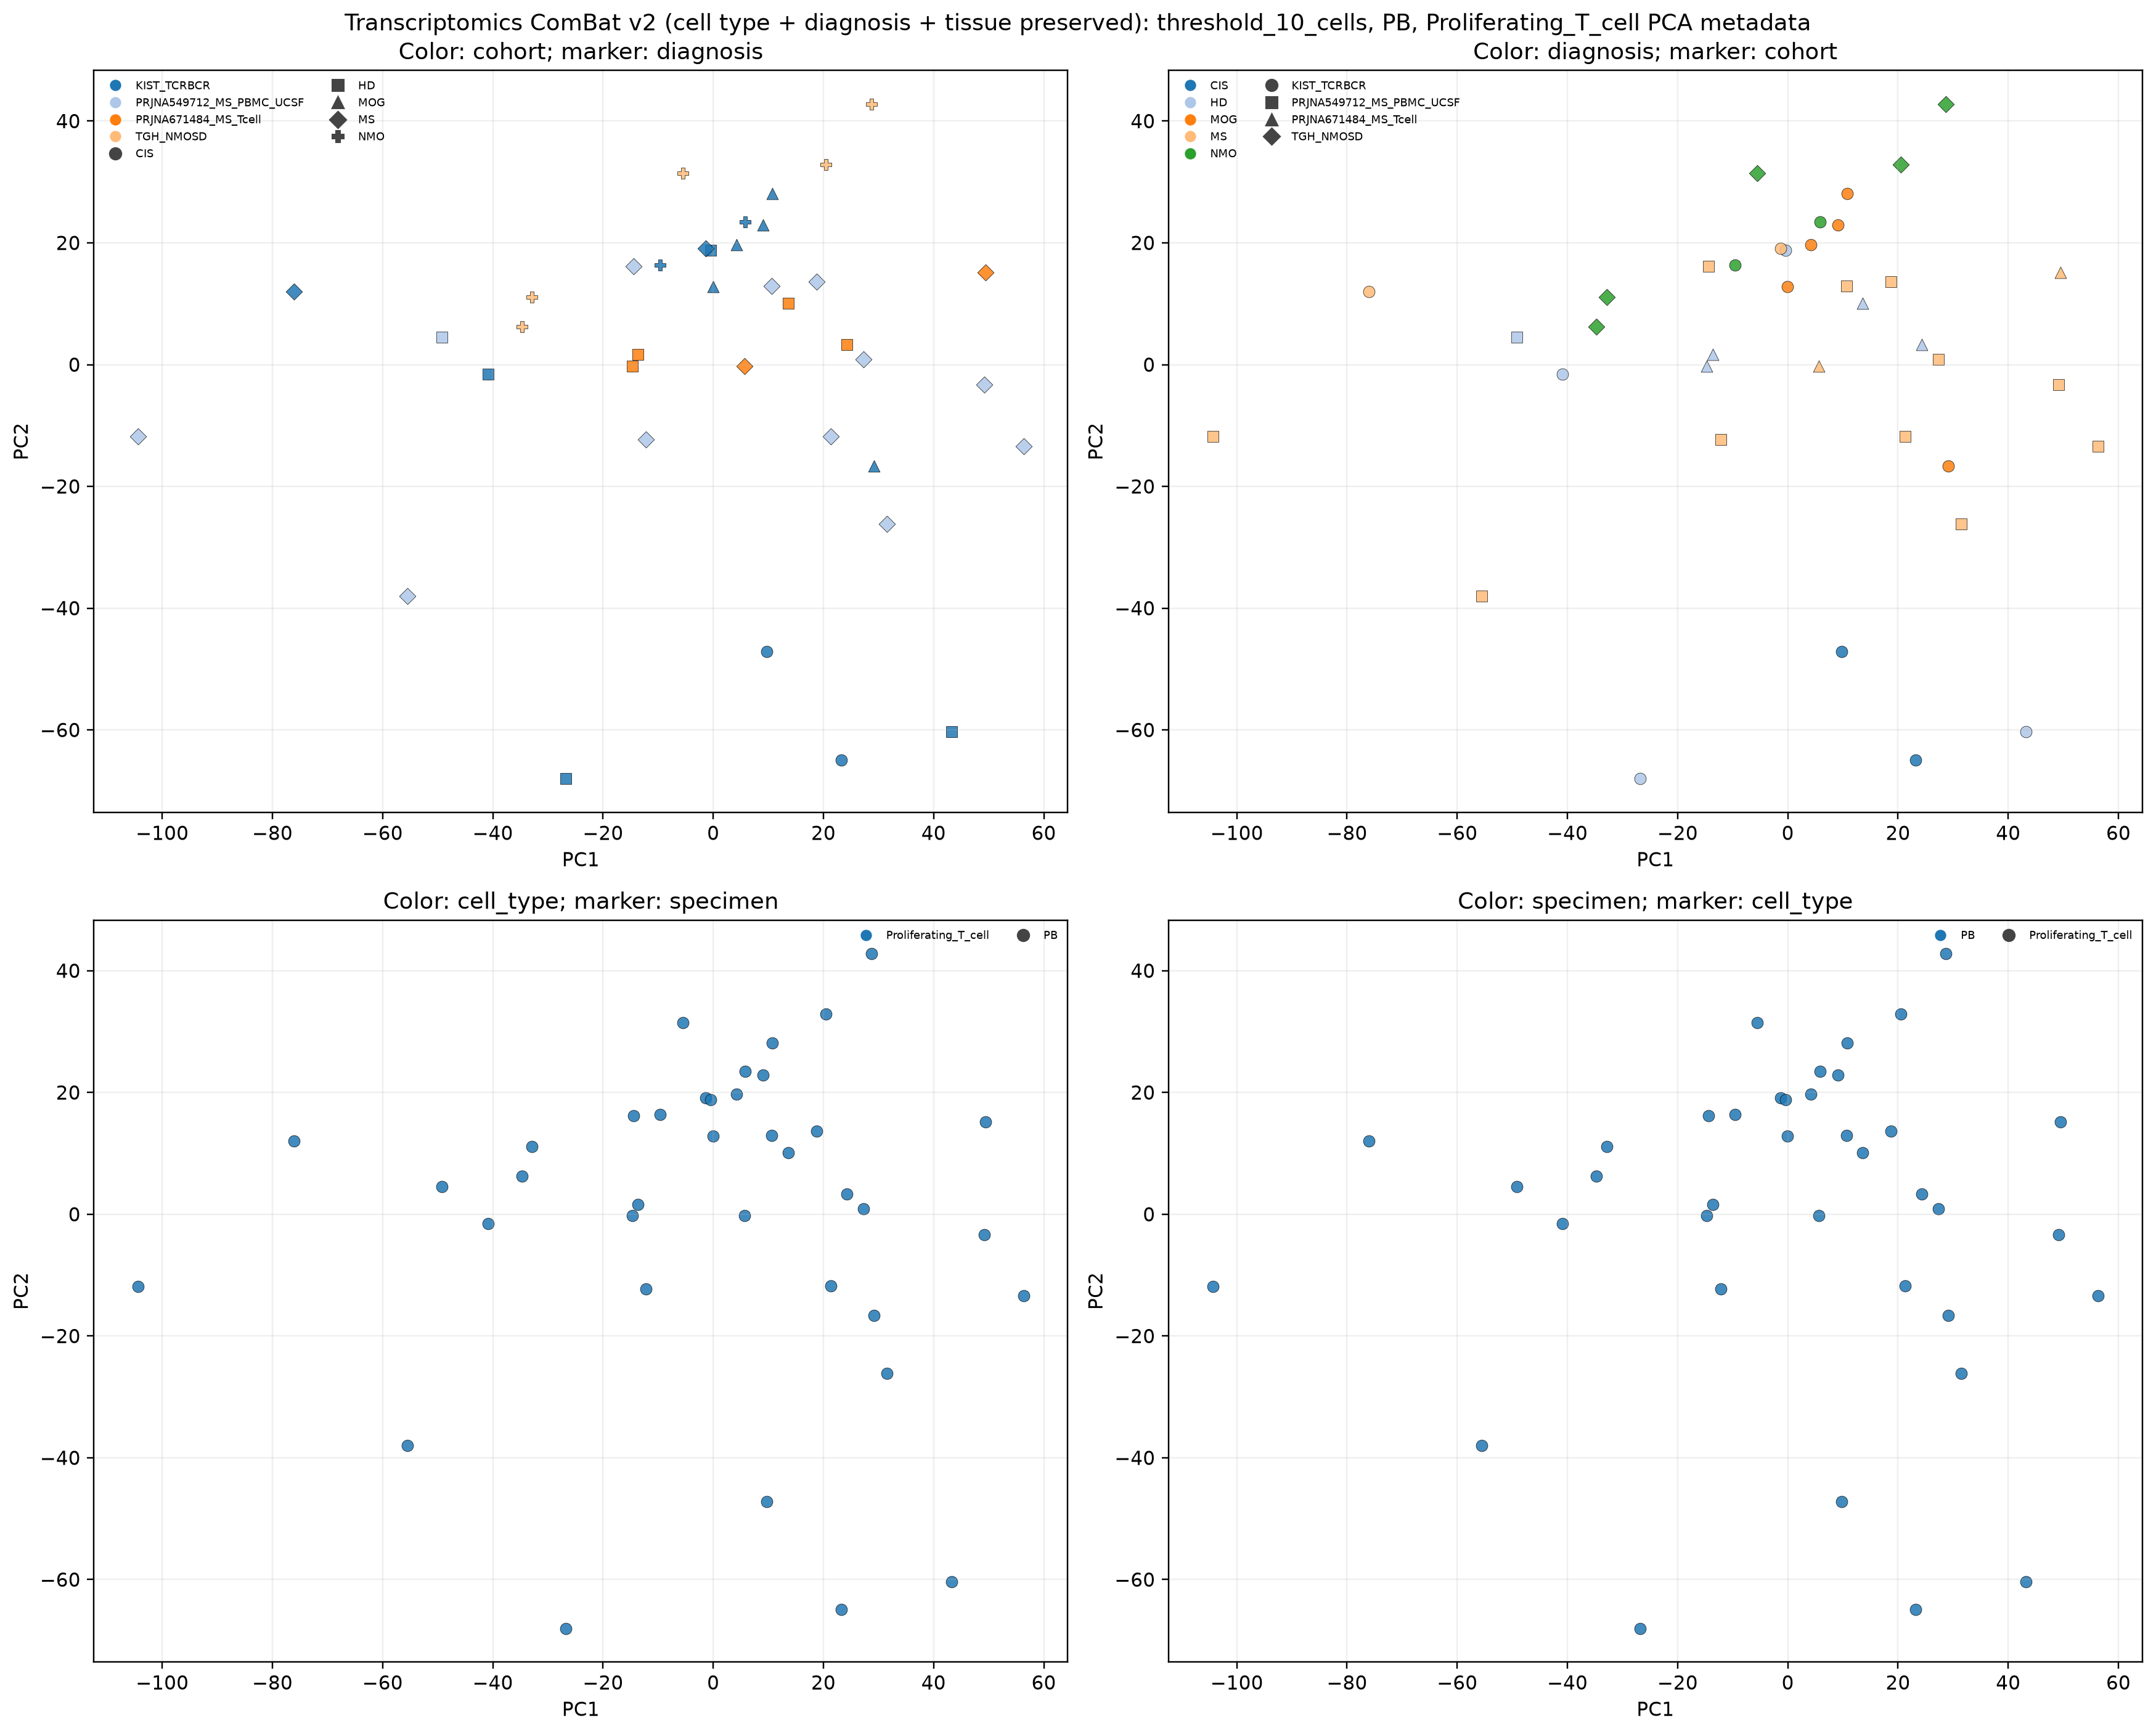 Transcriptomics ComBat v2 (cell type + diagnosis + tissue preserved): threshold_10_cells, PB, Proliferating_T_cell PCA metadata
Color: cohort; marker: diagnosis
KIST_TCRBCR
PRJNA549712_MS_PBMC_UCSF
PRJNA671484_MS_Tcell
TGH_NMOSD
CIS
HD
MOG
MS
NMO
40
20
0
−20
−40
−60
PC2
−100
−80
−60
−40
−20
0
20
40
60
PC1
Color: diagnosis; marker: cohort
CIS
HD
MOG
MS
NMO
KIST_TCRBCR
PRJNA549712_MS_PBMC_UCSF
PRJNA671484_MS_Tcell
TGH_NMOSD
40
20
0
−20
−40
−60
PC2
−100
−80
−60
−40
−20
0
20
40
60
PC1
Color: cell_type; marker: specimen
Proliferating_T_cell
PB
40
20
0
−20
−40
−60
PC2
−100
−80
−60
−40
−20
0
20
40
60
PC1
Color: specimen; marker: cell_type
PB
Proliferating_T_cell
40
20
0
−20
−40
−60
PC2
−100
−80
−60
−40
−20
0
20
40
60
PC1